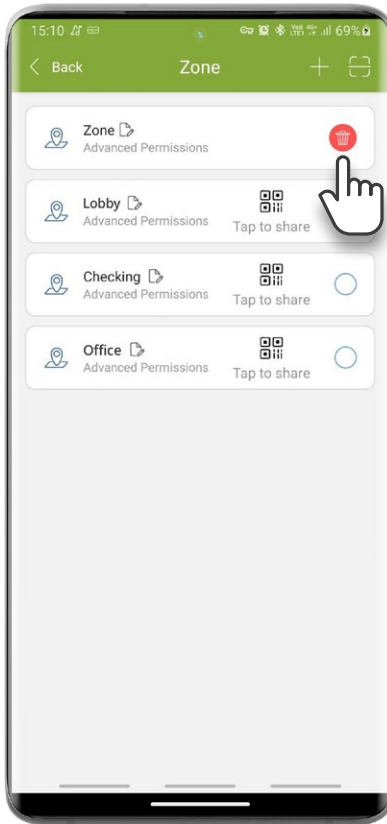 15:10 69%
Back Zone
Zone
Advanced Permissions
Lobby
Advanced Permissions Tap to share
Checking
Advanced Permissions Tap to share
Office
Advanced Permissions Tap to share